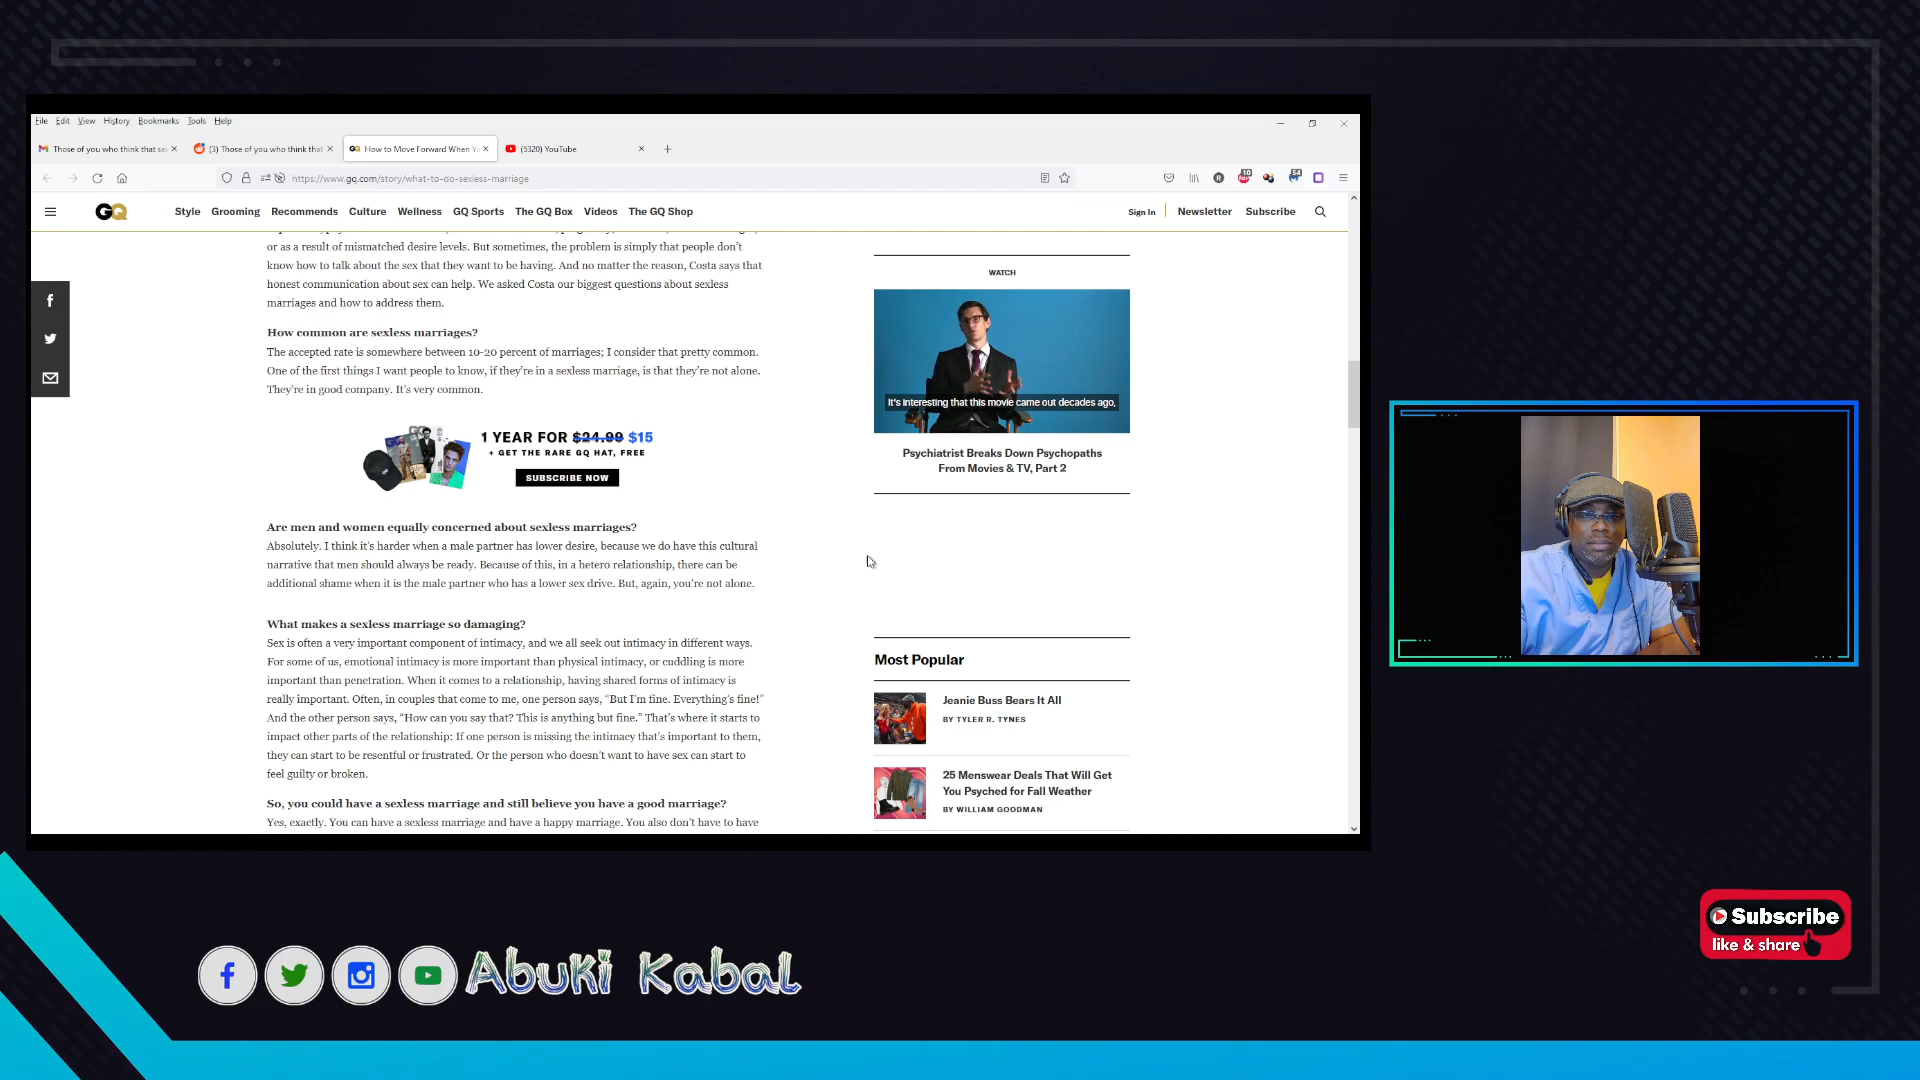 File Edit View History Bookmarks Tools Help
Those of you who think that se
(3) Those of you who think that
How to Move Forward When Yo
(5320) YouTube
https://www.gq.com/story/what-to-do-sexless-marriage
GQ
Style Grooming Recommends Culture Wellness GQ Sports The GQ Box Videos The GQ Shop
Sign In Newsletter Subscribe
or as a result of mismatched desire levels. But sometimes, the problem is simply that people don't
know how to talk about the sex that they want to be having. And no matter the reason, Costa says that
honest communication about sex can help. We asked Costa our biggest questions about sexless
marriages and how to address them.
How common are sexless marriages?
The accepted rate is somewhere between 10-20 percent of marriages; I consider that pretty common.
One of the first things I want people to know, if they're in a sexless marriage, is that they're not alone.
They're in good company. It's very common.
1 YEAR FOR $24.99 $15
+ GET THE RARE GQ HAT, FREE
SUBSCRIBE NOW
Are men and women equally concerned about sexless marriages?
Absolutely. I think it's harder when a male partner has lower desire, because we do have this cultural
narrative that men should always be ready. Because of this, in a hetero relationship, there can be
additional shame when it is the male partner who has a lower sex drive. But, again, you're not alone.
What makes a sexless marriage so damaging?
Sex is often a very important component of intimacy, and we all seek out intimacy in different ways.
For some of us, emotional intimacy is more important than physical intimacy, or cuddling is more
important than penetration. When it comes to a relationship, having shared forms of intimacy is
really important. Often, in couples that come to me, one person says, "But I'm fine. Everything's fine!"
And the other person says, "How can you say that? This is anything but fine." That's where it starts to
impact other parts of the relationship: If one person is missing the intimacy that's important to them,
they can start to be resentful or frustrated. Or the person who doesn't want to have sex can start to
feel guilty or broken.
So, you could have a sexless marriage and still believe you have a good marriage?
Yes, exactly. You can have a sexless marriage and have a happy marriage. You also don't have to have
WATCH
It's interesting that this movie came out decades ago,
Psychiatrist Breaks Down Psychopaths
From Movies & TV, Part 2
Most Popular
Jeanie Buss Bears It All
BY TYLER R. TYNES
25 Menswear Deals That Will Get
You Psyched for Fall Weather
BY WILLIAM GOODMAN
Abuki Kabal
Subscribe
like & share